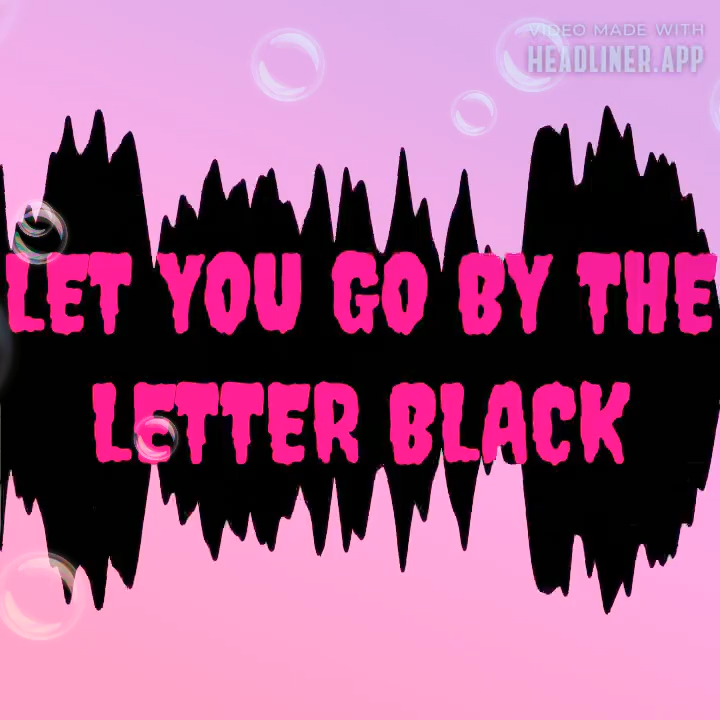 VIDEO MADE WITH
HEADLINER.APP
LET YOU GO BY THE
LETTER BLACK